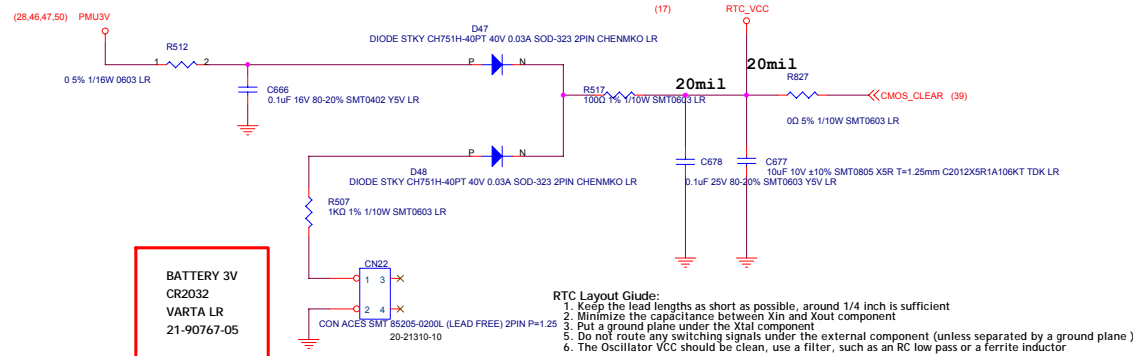 (28,46,47,50) PMU3V
(17) RTC_VCC
D47
DIODE STKY CH751H-40PT 40V 0.03A SOD-323 2PIN CHENMKO LR
R512
1 2
P N
0 5% 1/16W 0603 LR
20mil
20mil
R827
C666
0.1uF 16V 80-20% SMT0402 Y5V LR
R517
100Ω 1% 1/10W SMT0603 LR
CMOS_CLEAR (39)
0Ω 5% 1/10W SMT0603 LR
P N
D48
DIODE STKY CH751H-40PT 40V 0.03A SOD-323 2PIN CHENMKO LR
C678
0.1uF 25V 80-20% SMT0603 Y5V LR
C677
10uF 10V ±10% SMT0805 X5R T=1.25mm C2012X5R1A106KT TDK LR
R507
1KΩ 1% 1/10W SMT0603 LR
CN22
1 3
2 4
CON ACES SMT 85205-0200L (LEAD FREE) 2PIN P=1.25
20-21310-10
BATTERY 3V
CR2032
VARTA LR
21-90767-05
RTC Layout Giude:
1. Keep the lead lengths as short as possible, around 1/4 inch is sufficient
2. Minimize the capacitance between Xin and Xout component
3. Put a ground plane under the Xtal component
5. Do not route any switching signals under the external component (unless separated by a ground plane )
6. The Oscillator VCC should be clean, use a filter, such as an RC low pass or a ferrite inductor